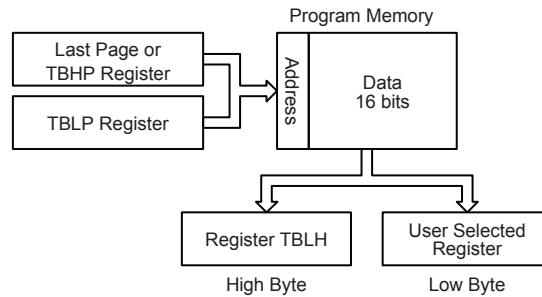 Program Memory
Last Page or
TBHP Register
TBLP Register
Address
Data
16 bits
Register TBLH
High Byte
User Selected
Register
Low Byte